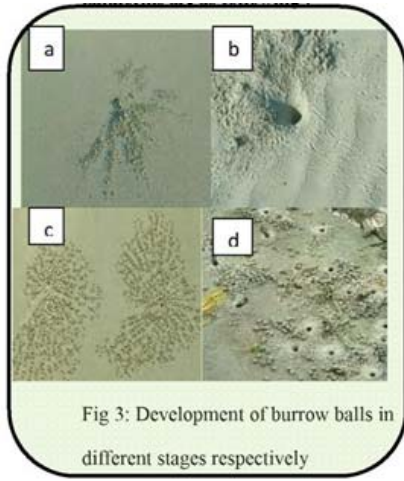 a
b
c
d
Fig 3: Development of burrow balls in
different stages respectively